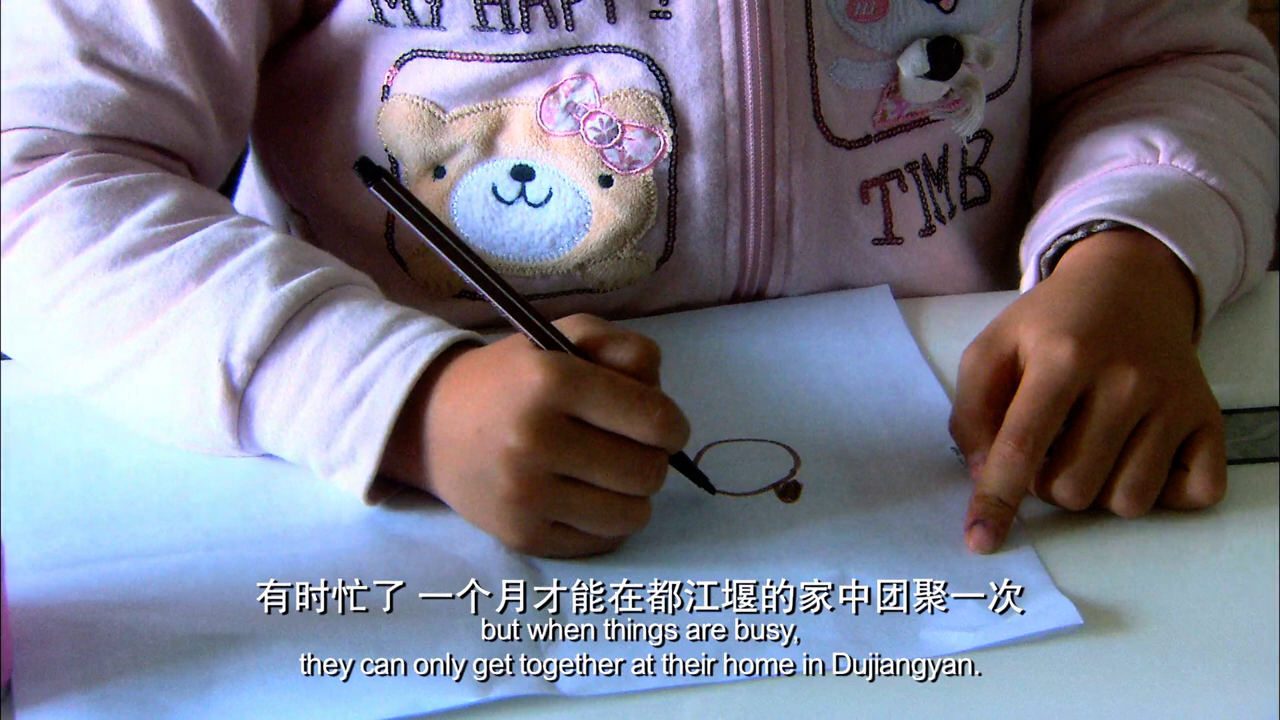 MY HAPPY!
TIMB
有时忙了 一个月才能在都江堰的家中团聚一次
but when things are busy,
they can only get together at their home in Dujiangyan.